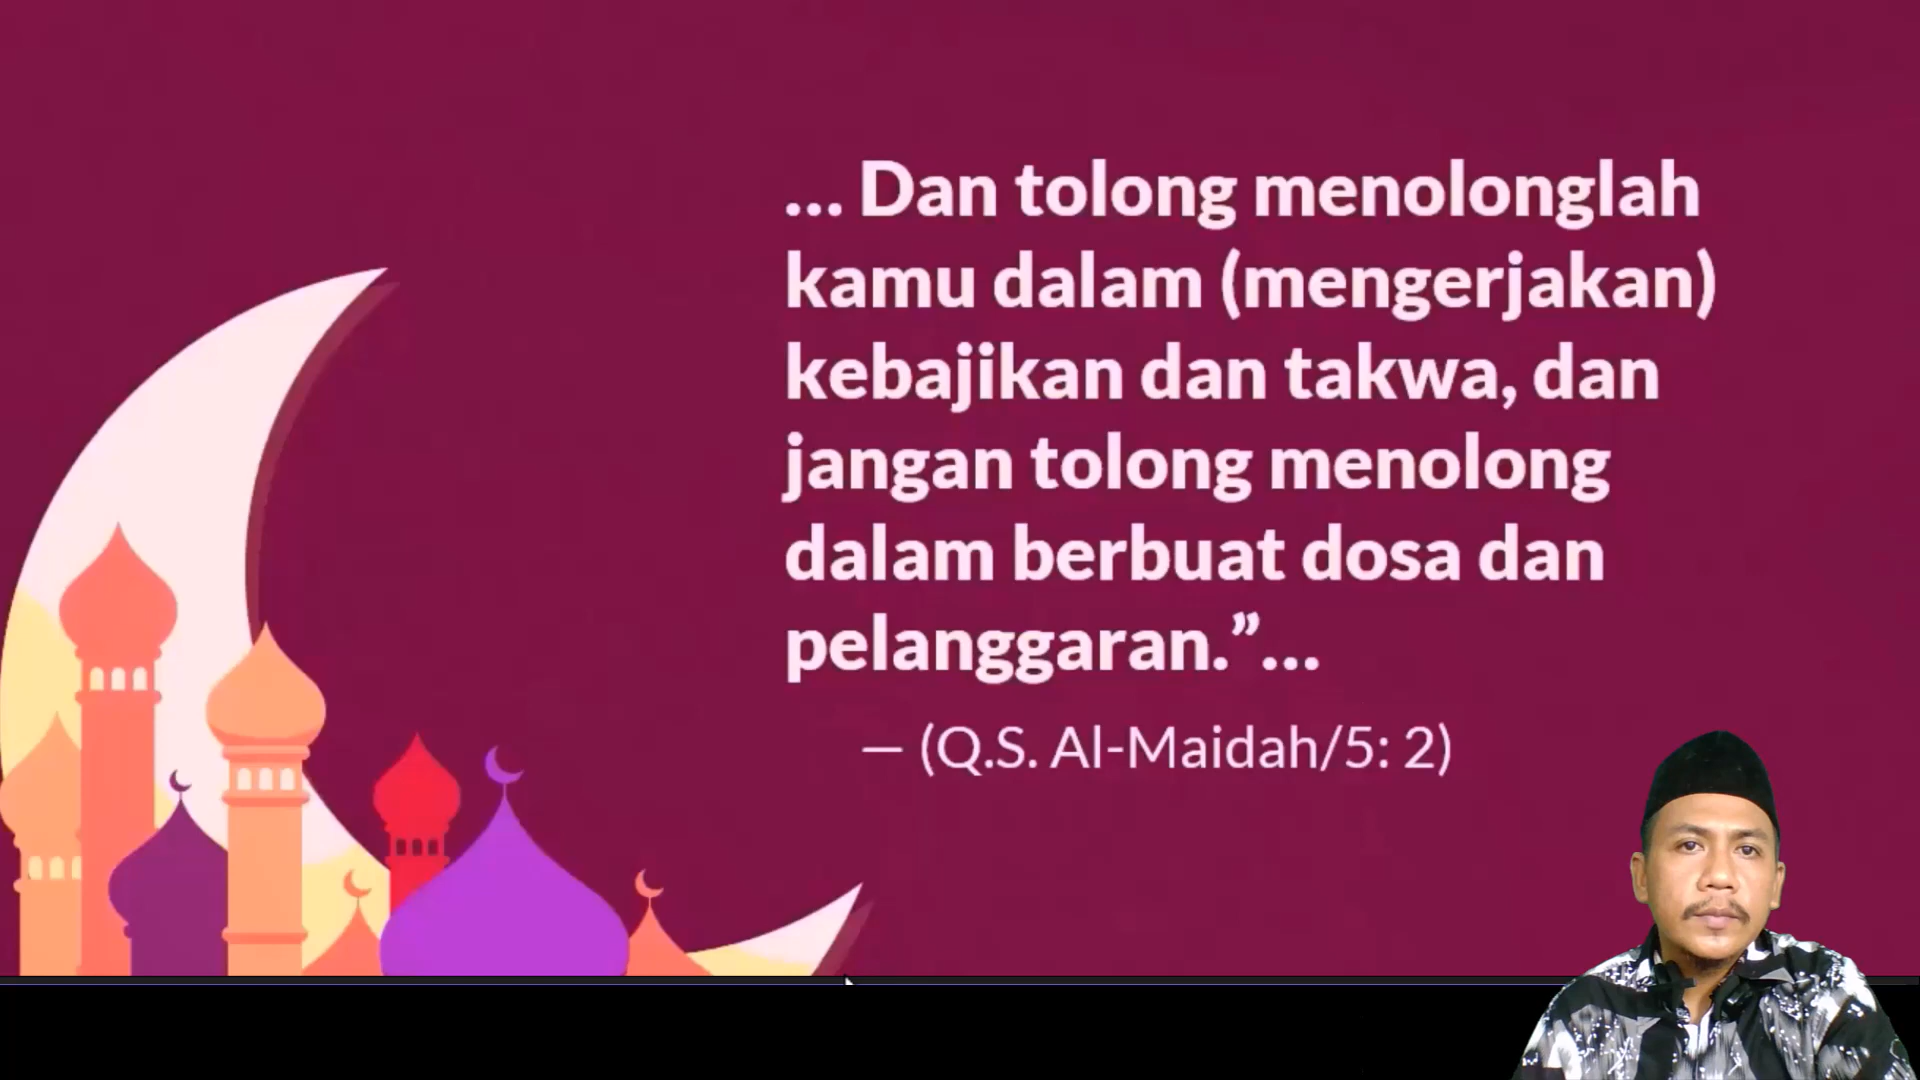 ... Dan tolong menolonglah
kamu dalam (mengerjakan)
kebajikan dan takwa, dan
jangan tolong menolong
dalam berbuat dosa dan
pelanggaran.”...
— (Q.S. Al-Maidah/5: 2)